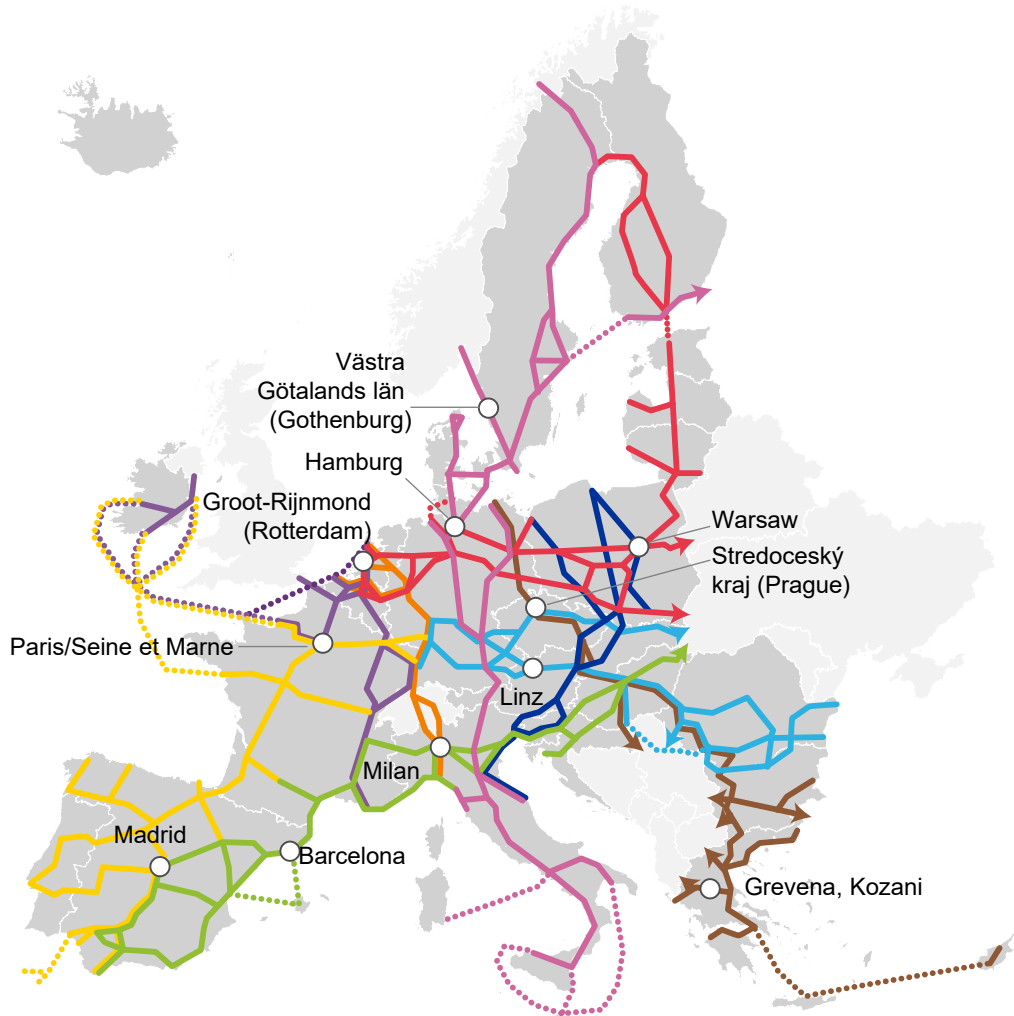 Västra
Götalands län
(Gothenburg)
Hamburg
Groot-Rijnmond
(Rotterdam)
Warsaw
Stredoceský
kraj (Prague)
Paris/Seine et Marne
Linz
Milan
Madrid
Barcelona
Grevena, Kozani